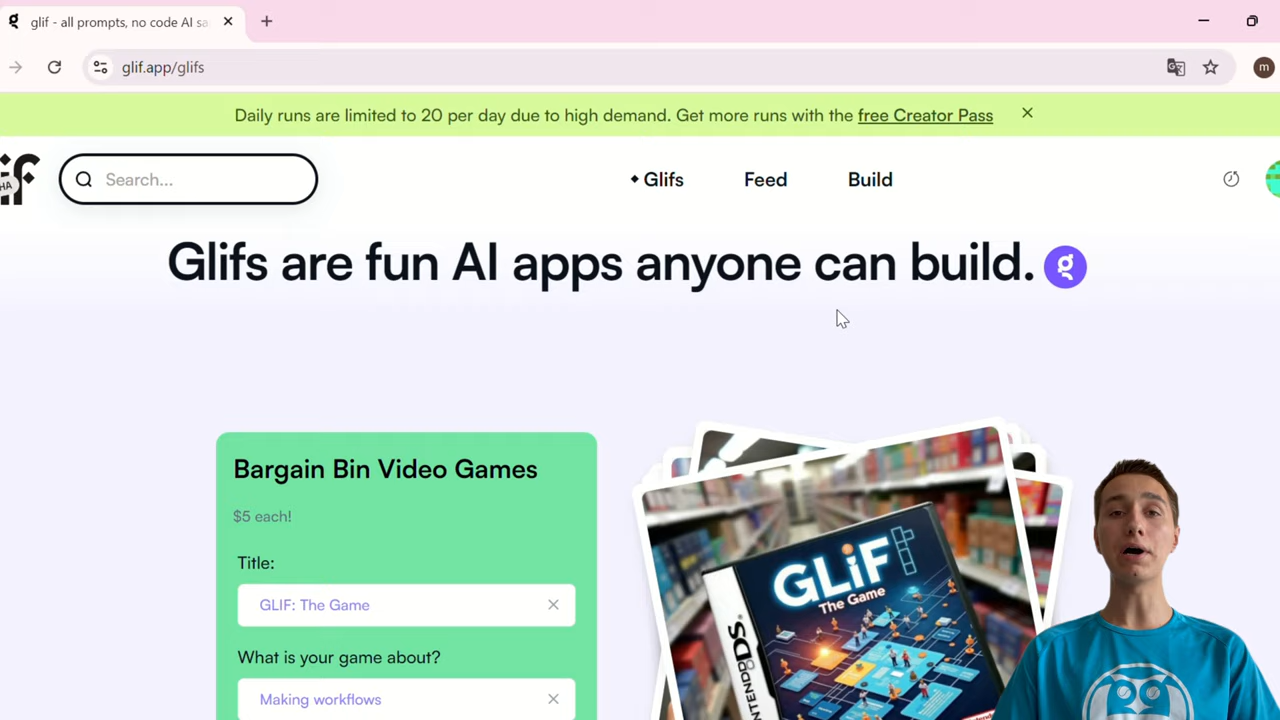 glif - all prompts, no code AI sa
glif.app/glifs
m
Daily runs are limited to 20 per day due to high demand. Get more runs with the free Creator Pass
Search...
Glifs
Feed
Build
Glifs are fun AI apps anyone can build.
Bargain Bin Video Games
$5 each!
Title:
GLIF: The Game
What is your game about?
Making workflows
GLiF
The Game
NINTENDO DS